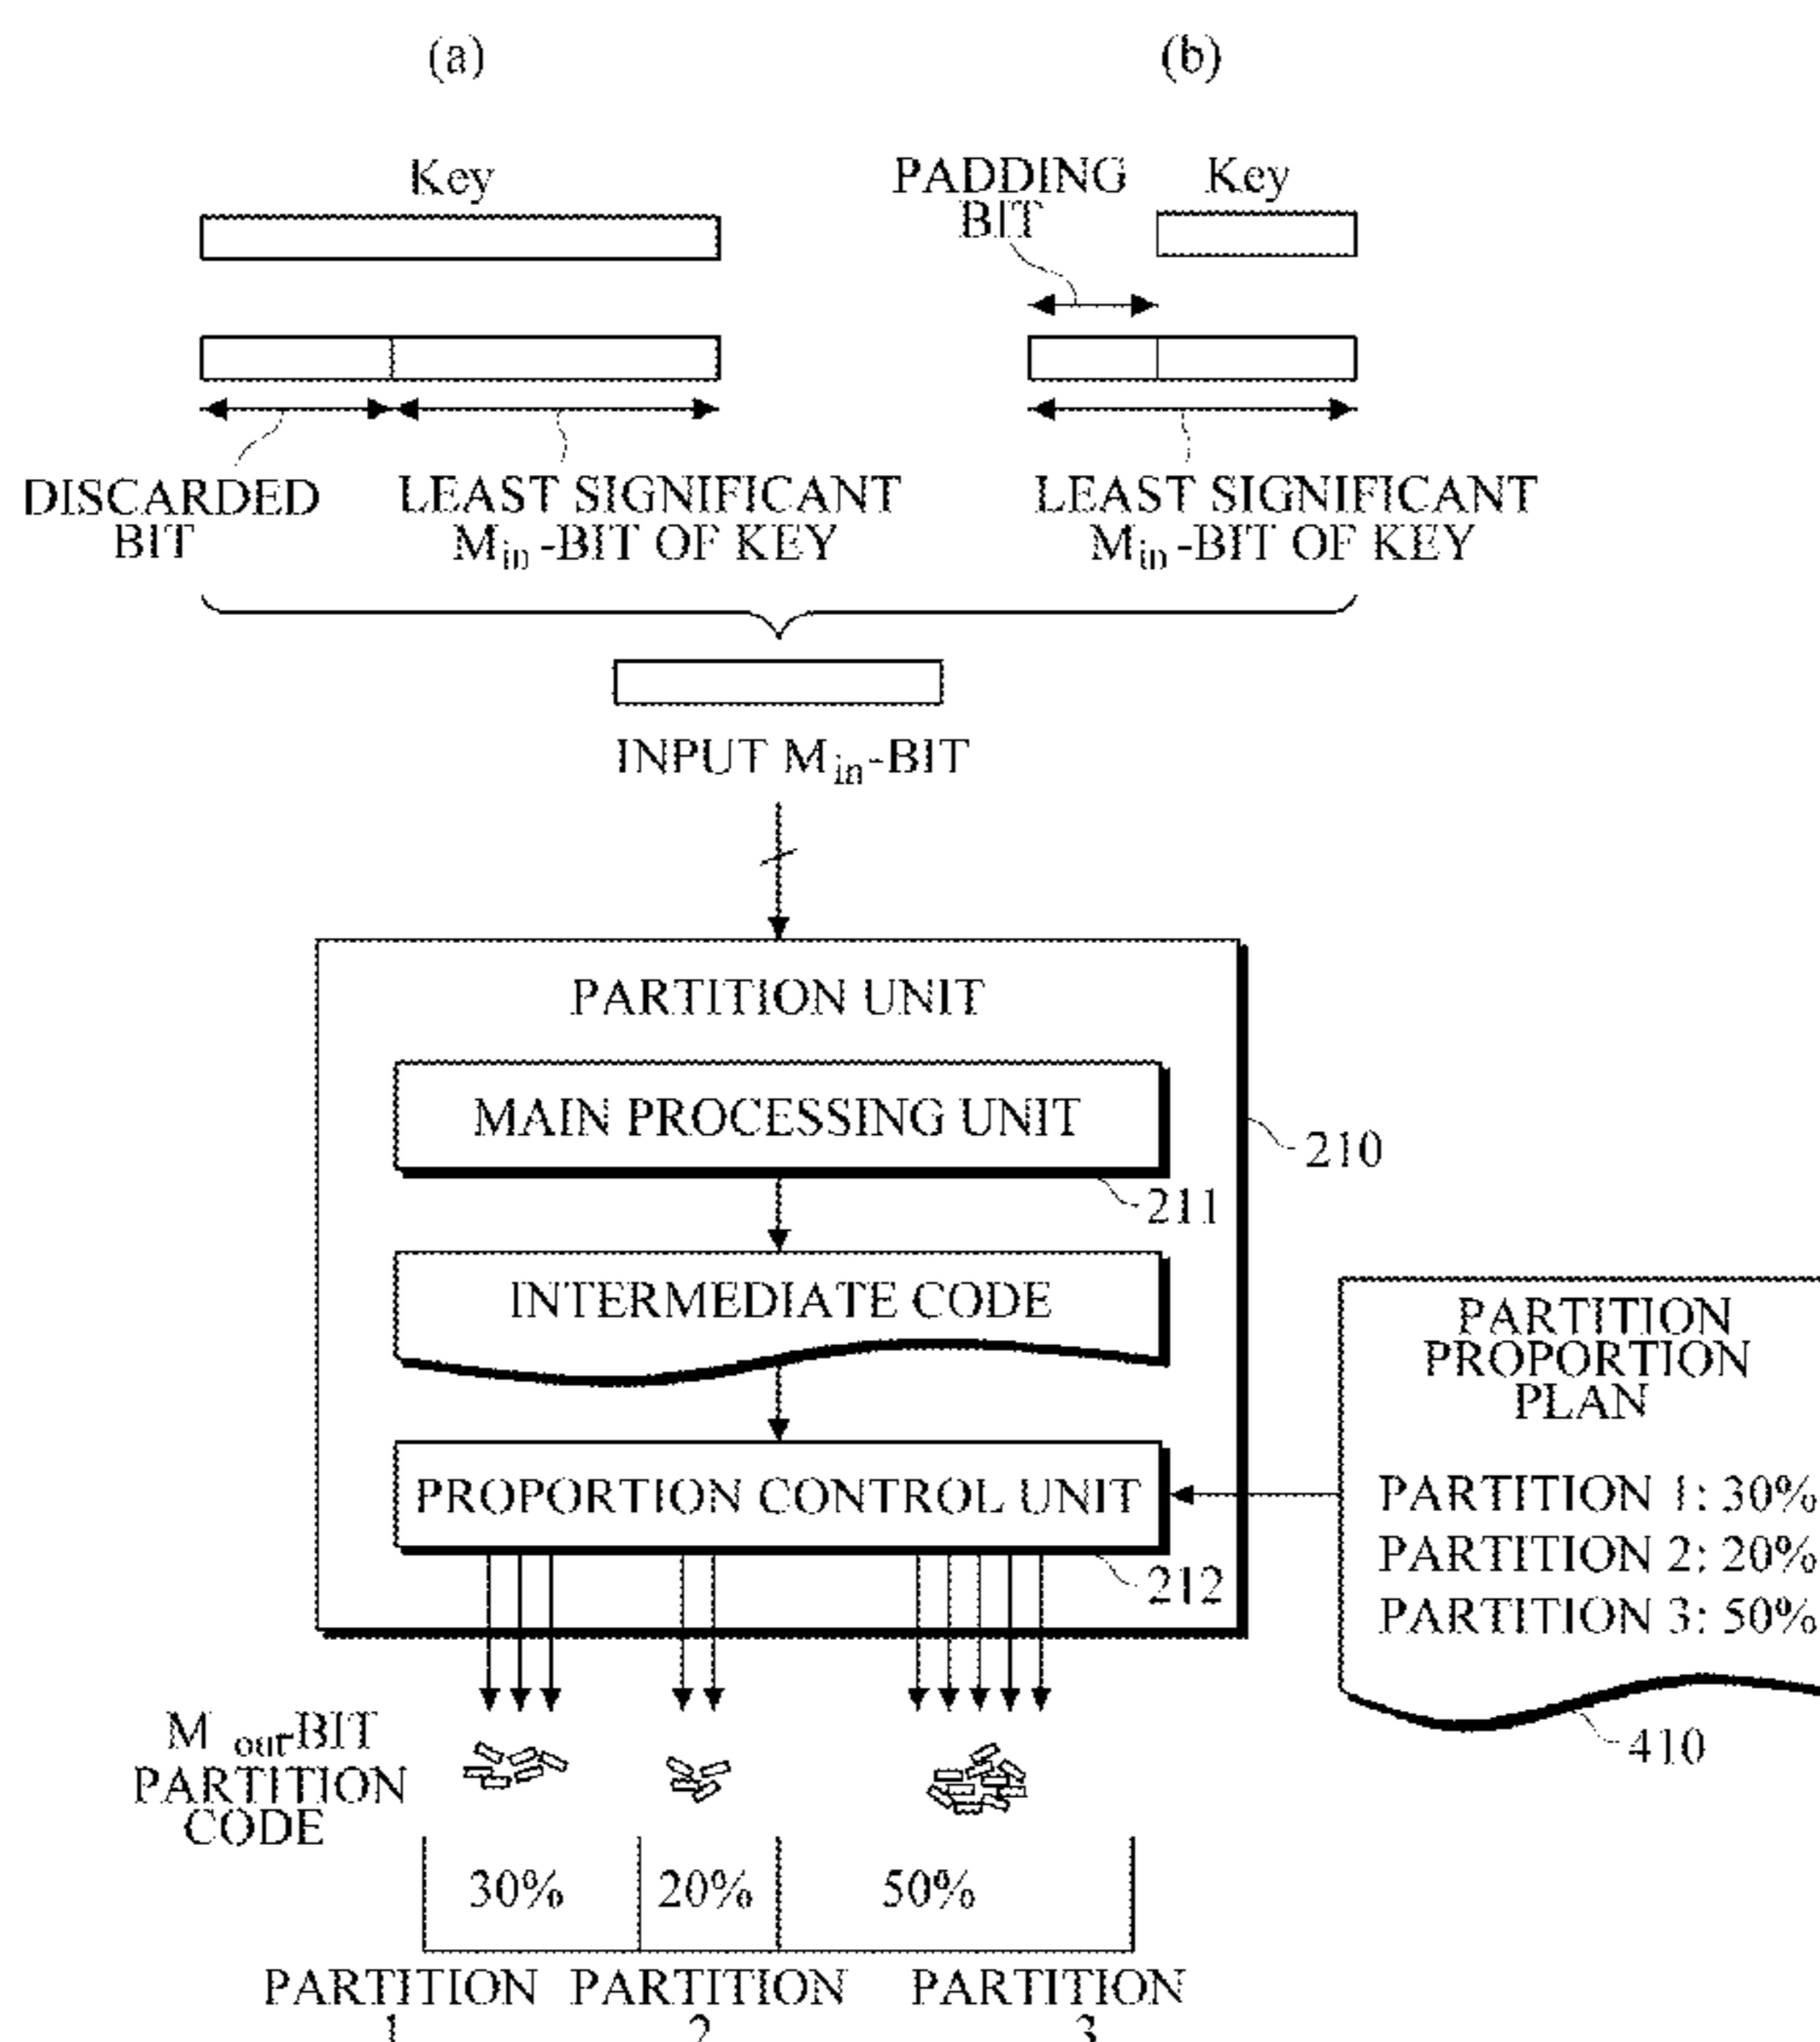 (a)
(b)
Key
PADDING
BIT
Key
DISCARDED
BIT
LEAST SIGNIFICANT
Min -BIT OF KEY
LEAST SIGNIFICANT
Min -BIT OF KEY
INPUT Min-BIT
PARTITION UNIT
MAIN PROCESSING UNIT
210
211
INTERMEDIATE CODE
PARTITION
PROPORTION
PLAN
PROPORTION CONTROL UNIT
PARTITION 1: 30%
PARTITION 2: 20%
PARTITION 3: 50%
212
410
M out-BIT
PARTITION
CODE
30%
20%
50%
PARTITION
1
PARTITION
2
PARTITION
3